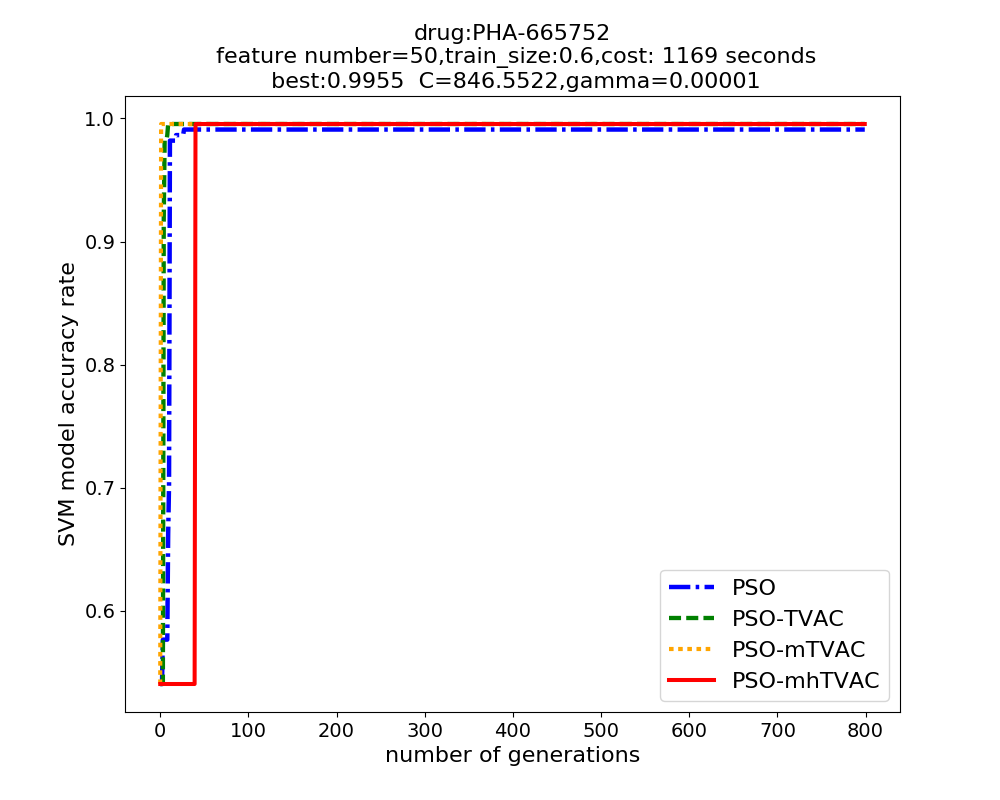 drug:PHA-665752
feature number=50,train_size:0.6,cost: 1169 seconds
best:0.9955  C=846.5522,gamma=0.00001
1.0
0.9
0.8
0.7
0.6
SVM model accuracy rate
PSO
PSO-TVAC
PSO-mTVAC
PSO-mhTVAC
0 100 200 300 400 500 600 700 800
number of generations